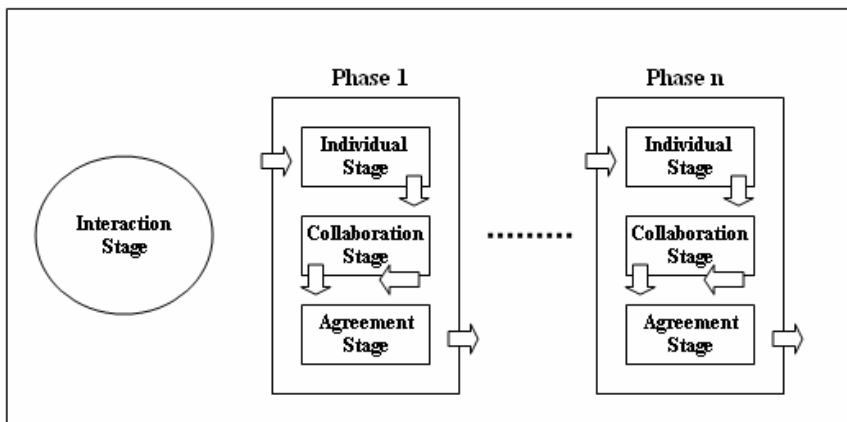 Interaction
Stage
Phase 1
Individual
Stage
Collaboration
Stage
Agreement
Stage
Phase n
Individual
Stage
Collaboration
Stage
Agreement
Stage